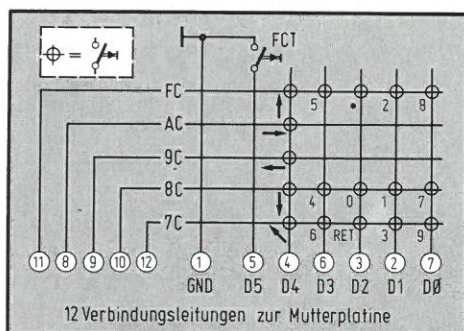 ⌽ =
FCT
FC
5 • 2 8
AC
9C
8C
4 0 1 7
7C
6 RET 3 9
11 8 9 10 12 1 5 4 6 3 2 7
GND D5 D4 D3 D2 D1 DØ
12 Verbindungsleitungen zur Mutterplatine